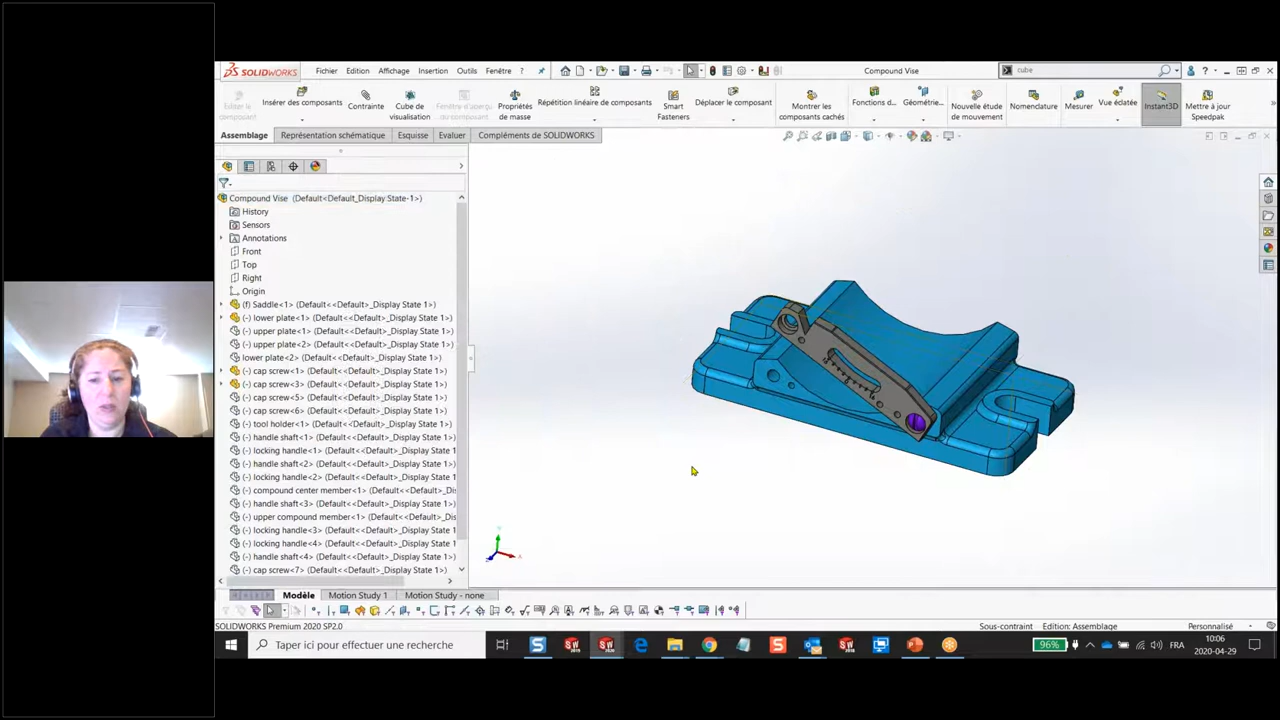 SOLIDWORKS Fichier Edition Affichage Insertion Outils Fenêtre ? Compound Vise cube
Editer le composant
Insérer des composants
Contrainte
Cube de visualisation
Fenêtre d'aperçu du composant
Propriétés de masse
Répétition linéaire de composants
Smart Fasteners
Déplacer le composant
Montrer les composants cachés
Fonctions d...
Géométrie...
Nouvelle étude de mouvement
Nomenclature
Mesurer
Vue éclatée
Instant3D
Mettre à jour Speedpak
Assemblage Représentation schématique Esquisse Evaluer Compléments de SOLIDWORKS
Compound Vise (Default<Default_Display State-1>)
History
Sensors
Annotations
Front
Top
Right
Origin
(f) Saddle<1> (Default<<Default>_Display State 1>)
(-) lower plate<1> (Default<<Default>_Display State 1>)
(-) upper plate<1> (Default<<Default>_Display State 1>)
(-) upper plate<2> (Default<<Default>_Display State 1>)
lower plate<2> (Default<<Default>_Display State 1>)
(-) cap screw<1> (Default<<Default>_Display State 1>)
(-) cap screw<3> (Default<<Default>_Display State 1>)
(-) cap screw<5> (Default<<Default>_Display State 1>)
(-) cap screw<6> (Default<<Default>_Display State 1>)
(-) tool holder<1> (Default<<Default>_Display State 1>)
(-) handle shaft<1> (Default<<Default>_Display State 1>)
(-) locking handle<1> (Default<<Default>_Display State 1
(-) handle shaft<2> (Default<<Default>_Display State 1>)
(-) locking handle<2> (Default<<Default>_Display State 1
(-) compound center member<1> (Default<<Default>_Dis
(-) handle shaft<3> (Default<<Default>_Display State 1>)
(-) upper compound member<1> (Default<<Default>_Dis
(-) locking handle<3> (Default<<Default>_Display State 1
(-) locking handle<4> (Default<<Default>_Display State 1
(-) handle shaft<4> (Default<<Default>_Display State 1>)
(-) cap screw<7> (Default<<Default>_Display State 1>)
Modèle Motion Study 1 Motion Study - none
SOLIDWORKS Premium 2020 SP2.0 Sous-contraint Edition: Assemblage Personnalisé
Taper ici pour effectuer une recherche 96% FRA 10:06
2020-04-29